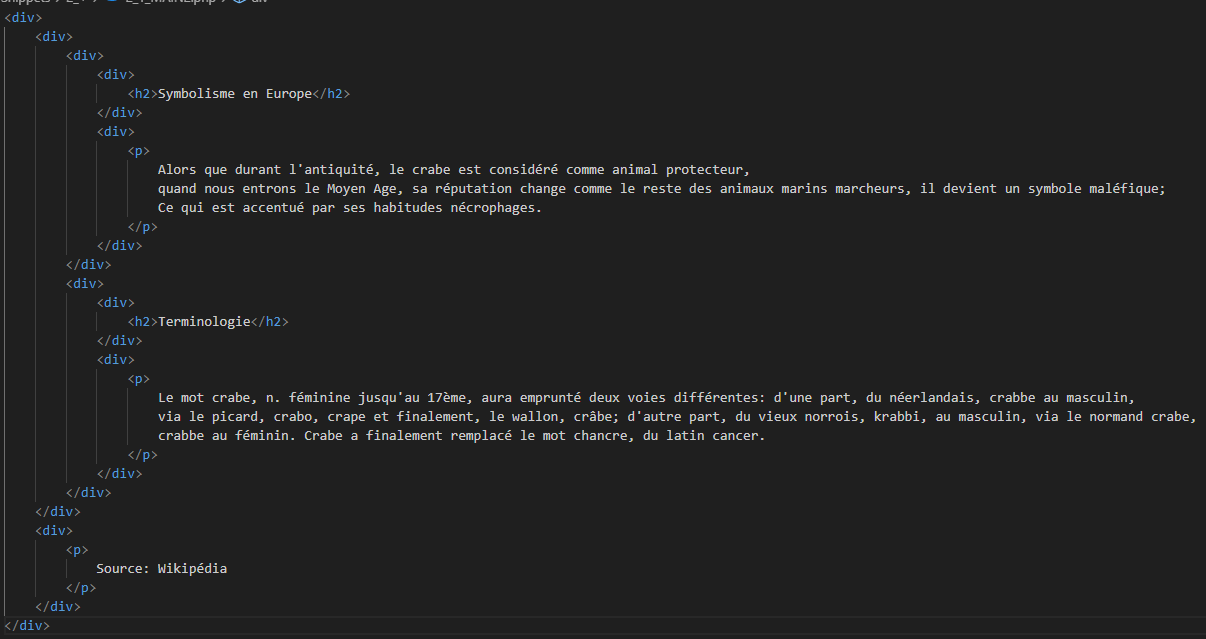 <div>
<div>
<div>
<div>
<h2>Symbolisme en Europe</h2>
</div>
<div>
<p>
Alors que durant l'antiquité, le crabe est considéré comme animal protecteur,
quand nous entrons le Moyen Age, sa réputation change comme le reste des animaux marins marcheurs, il devient un symbole maléfique;
Ce qui est accentué par ses habitudes nécrophages.
</p>
</div>
</div>
<div>
<div>
<h2>Terminologie</h2>
</div>
<div>
<p>
Le mot crabe, n. féminine jusqu'au 17ème, aura emprunté deux voies différentes: d'une part, du néerlandais, crabbe au masculin,
via le picard, crabo, crape et finalement, le wallon, crâbe; d'autre part, du vieux norrois, krabbi, au masculin, via le normand crabe,
crabbe au féminin. Crabe a finalement remplacé le mot chancre, du latin cancer.
</p>
</div>
</div>
</div>
<div>
<p>
Source: Wikipédia
</p>
</div>
</div>